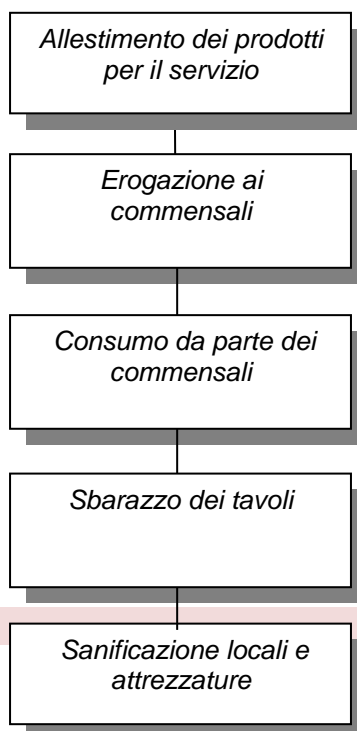 Allestimento dei prodotti
per il servizio
Erogazione ai
commensali
Consumo da parte dei
commensali
Sbarazzo dei tavoli
Sanificazione locali e
attrezzature